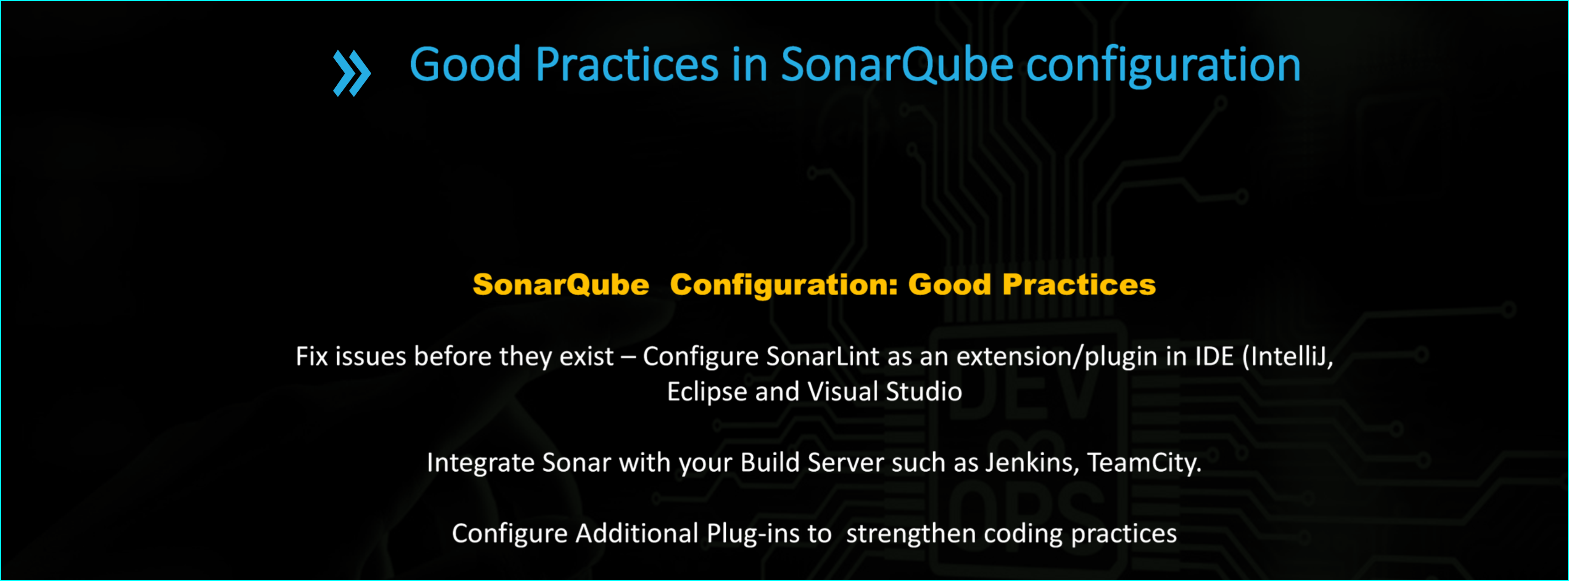 Good Practices in SonarQube configuration
SonarQube  Configuration: Good Practices
Fix issues before they exist – Configure SonarLint as an extension/plugin in IDE (IntelliJ,
Eclipse and Visual Studio
Integrate Sonar with your Build Server such as Jenkins, TeamCity.
Configure Additional Plug-ins to  strengthen coding practices
DEV
OPS